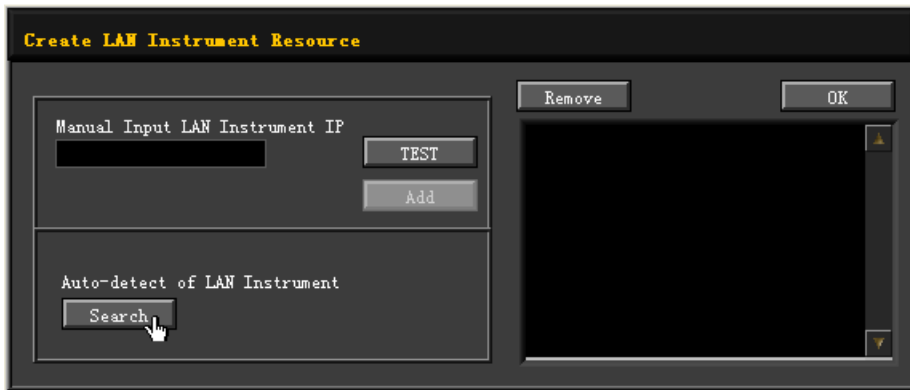 Create LAN Instrument Resource
Manual Input LAN Instrument IP
TEST
Add
Auto-detect of LAN Instrument
Search
Remove
OK